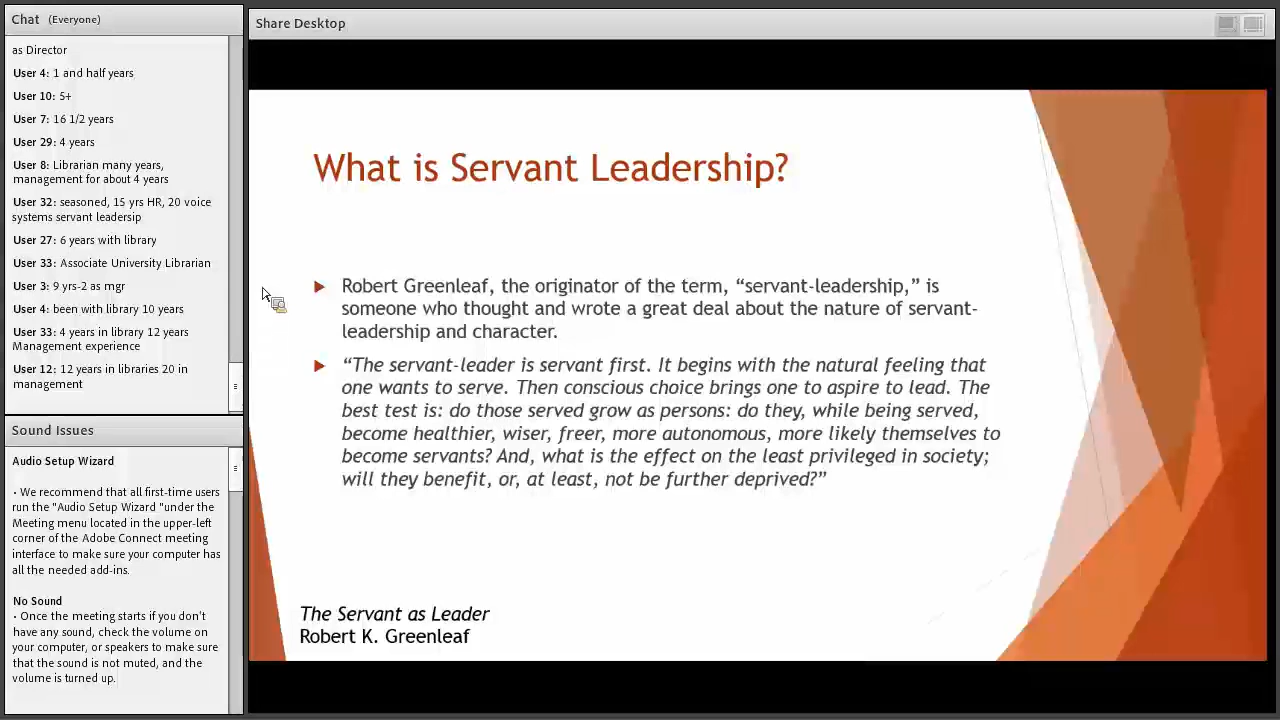 Chat (Everyone)
as Director
User 4: 1 and half years
User 10: 5+
User 7: 16 1/2 years
User 29: 4 years
User 8: Librarian many years,
management for about 4 years
User 32: seasoned, 15 yrs HR, 20 voice
systems servant leadersip
User 27: 6 years with library
User 33: Associate University Librarian
User 3: 9 yrs-2 as mgr
User 4: been with library 10 years
User 33: 4 years in library 12 years
Management experience
User 12: 12 years in libraries 20 in
management
Sound Issues
Audio Setup Wizard
• We recommend that all first-time users
run the "Audio Setup Wizard "under the
Meeting menu located in the upper-left
corner of the Adobe Connect meeting
interface to make sure your computer has
all the needed add-ins.
No Sound
• Once the meeting starts if you don't
have any sound, check the volume on
your computer, or speakers to make sure
that the sound is not muted, and the
volume is turned up.
Share Desktop
What is Servant Leadership?
Robert Greenleaf, the originator of the term, “servant-leadership,” is
someone who thought and wrote a great deal about the nature of servant-
leadership and character.
“The servant-leader is servant first. It begins with the natural feeling that
one wants to serve. Then conscious choice brings one to aspire to lead. The
best test is: do those served grow as persons: do they, while being served,
become healthier, wiser, freer, more autonomous, more likely themselves to
become servants? And, what is the effect on the least privileged in society;
will they benefit, or, at least, not be further deprived?”
The Servant as Leader
Robert K. Greenleaf